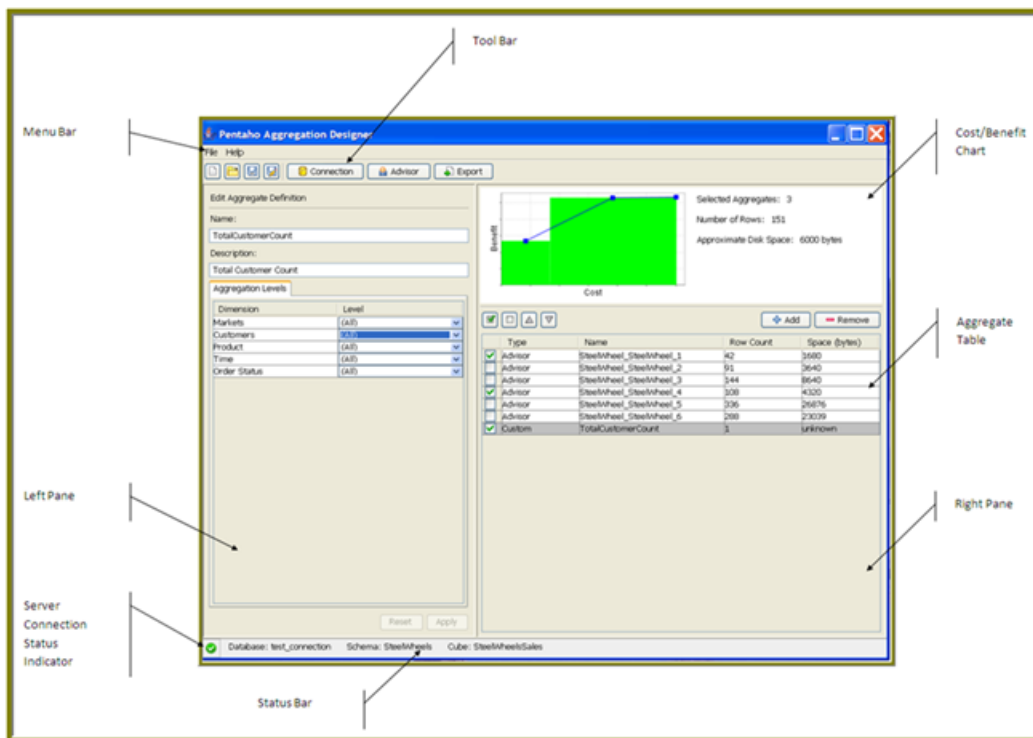 Tool Bar
Menu Bar
Cost/Benefit
Chart
Pentaho Aggregation Designer
File Help
Connection Advisor Export
Edit Aggregate Definition
Name:
TotalCustomerCount
Description:
Total Customer Count
Aggregation Levels
Dimension Level
Markets (All)
Customers (All)
Product (All)
Time (All)
Order Status (All)
Reset Apply
Benefit
Cost
Selected Aggregates: 3
Number of Rows: 151
Approximate Disk Space: 6000 bytes
Add Remove
Type Name Row Count Space (bytes)
Advisor SteelWheel_SteelWheel_1 42 1680
Advisor SteelWheel_SteelWheel_2 91 3640
Advisor SteelWheel_SteelWheel_3 144 8640
Advisor SteelWheel_SteelWheel_4 108 4320
Advisor SteelWheel_SteelWheel_5 336 26876
Advisor SteelWheel_SteelWheel_6 288 23039
Custom TotalCustomerCount 1 unknown
Aggregate
Table
Left Pane
Right Pane
Server
Connection
Status
Indicator
Database: test_connection Schema: SteelWheels Cube: SteelWheelsSales
Status Bar